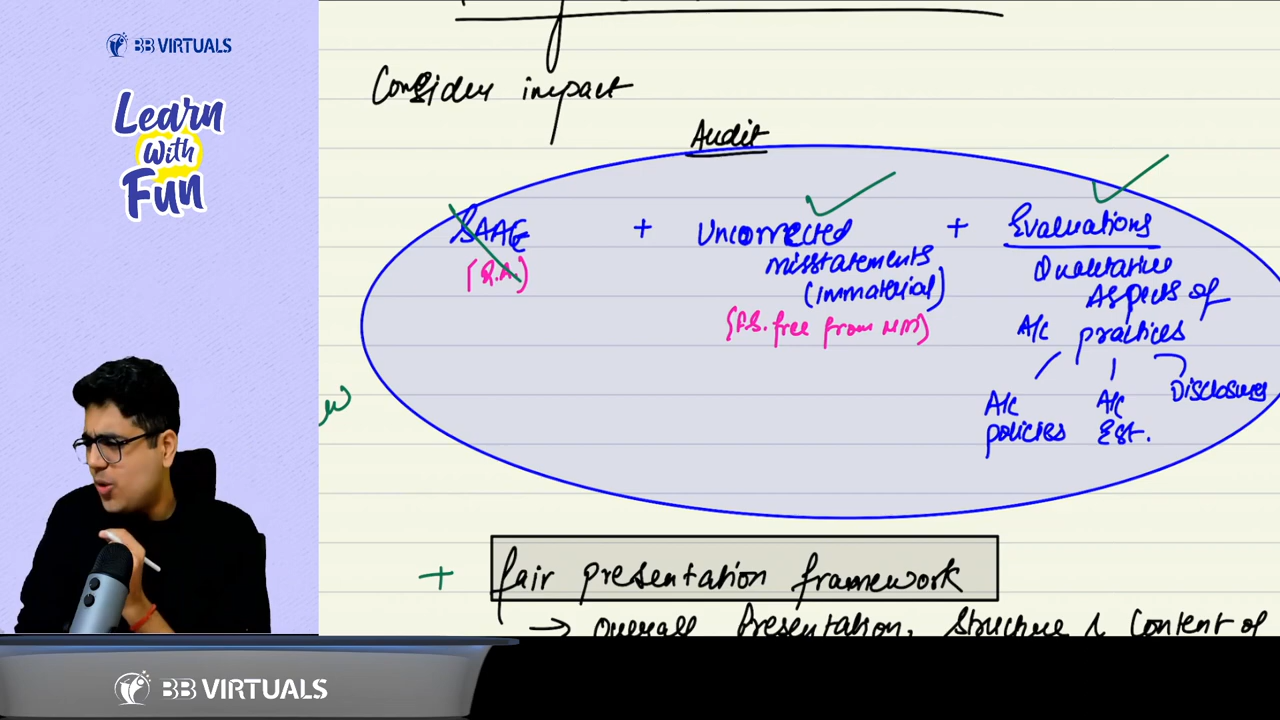 BB VIRTUALS
Learn
With
Fun
Consider impact
Audit
SAAE + Uncorrected + Evaluations
[R.A.]
misstatements
(immaterial)
(F.S. free from MM)
Qualitative
Aspects of
A/c practices
A/c
policies
A/c
Est.
Disclosures
+ fair presentation framework
→ Overall Presentation, Structure & Content of
BB VIRTUALS